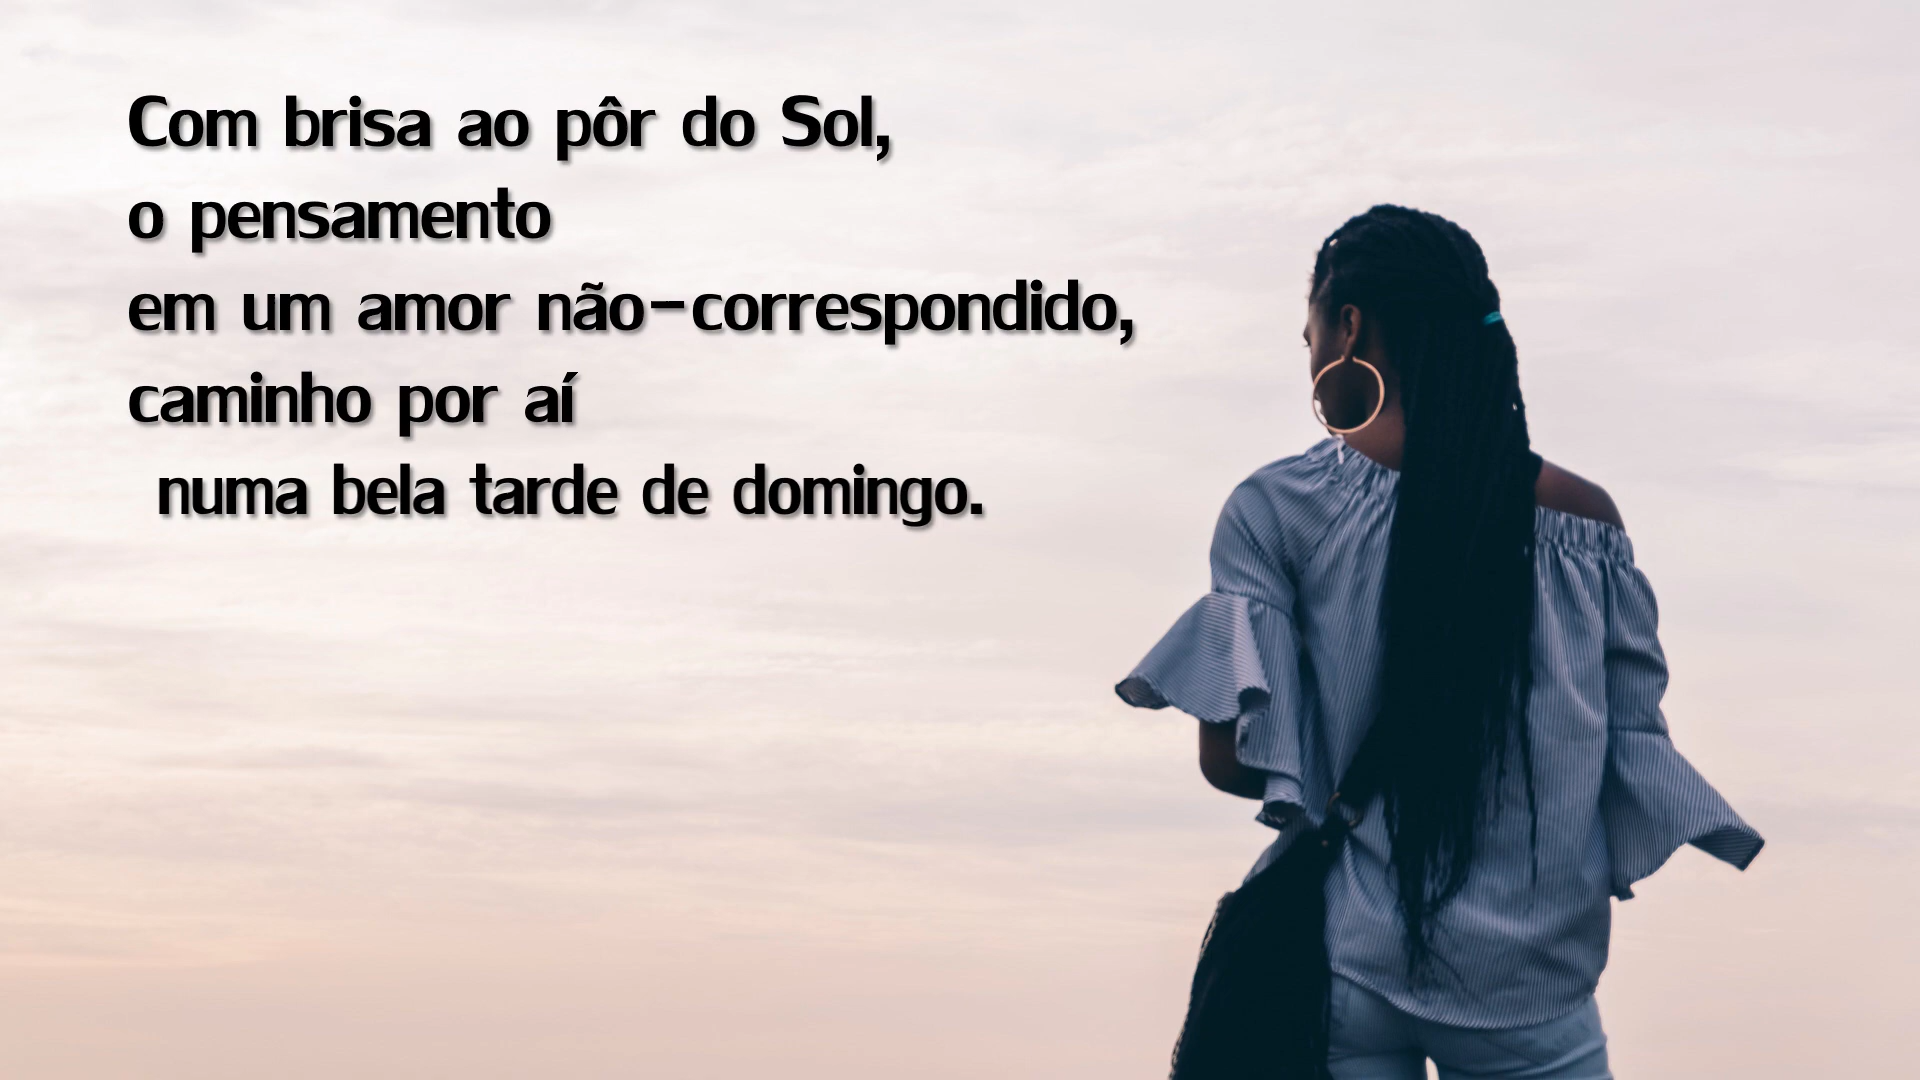 Com brisa ao pôr do Sol,
o pensamento
em um amor não-correspondido,
caminho por aí
numa bela tarde de domingo.